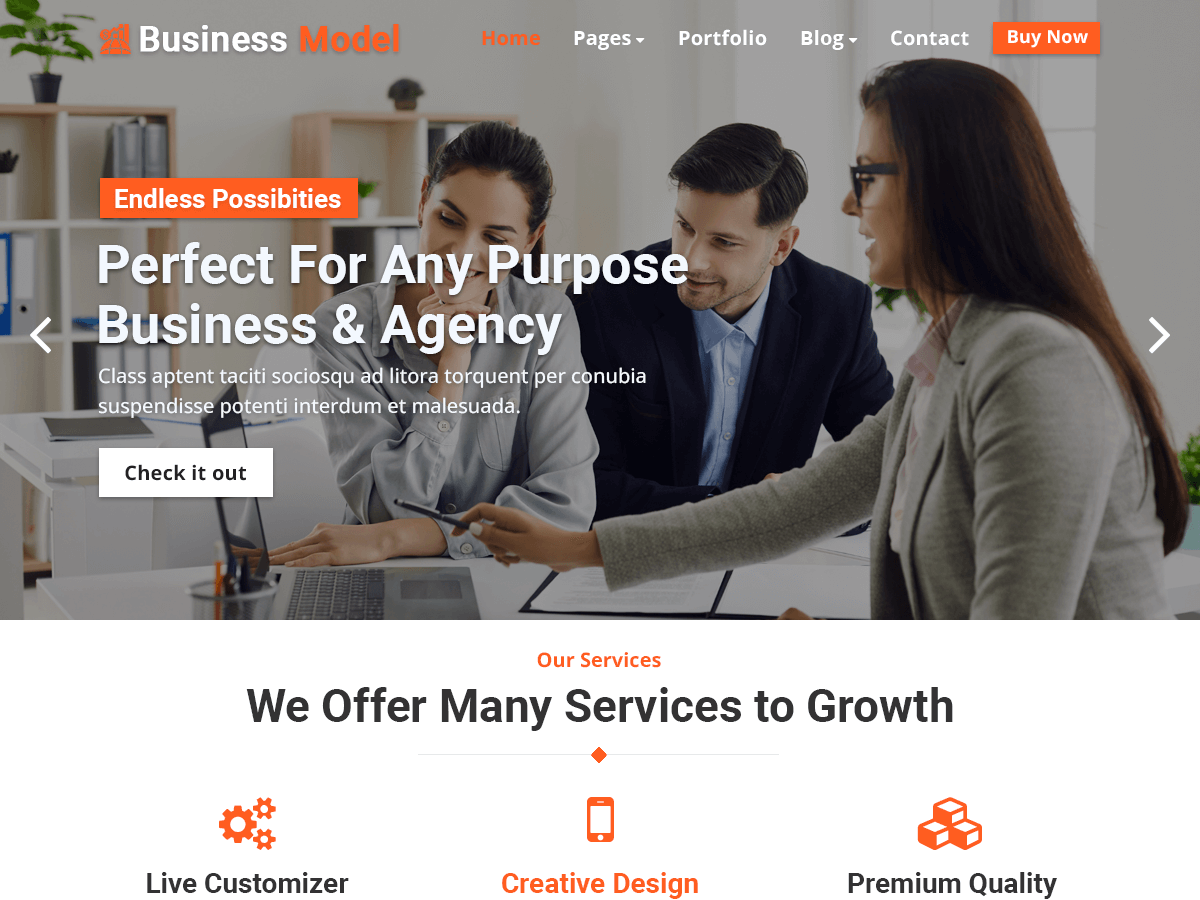 Business Model
Home
Pages
Portfolio
Blog
Contact
Buy Now
Endless Possibities
Perfect For Any Purpose
Business & Agency
Class aptent taciti sociosqu ad litora torquent per conubia
suspendisse potenti interdum et malesuada.
Check it out
Our Services
We Offer Many Services to Growth
Live Customizer
Creative Design
Premium Quality